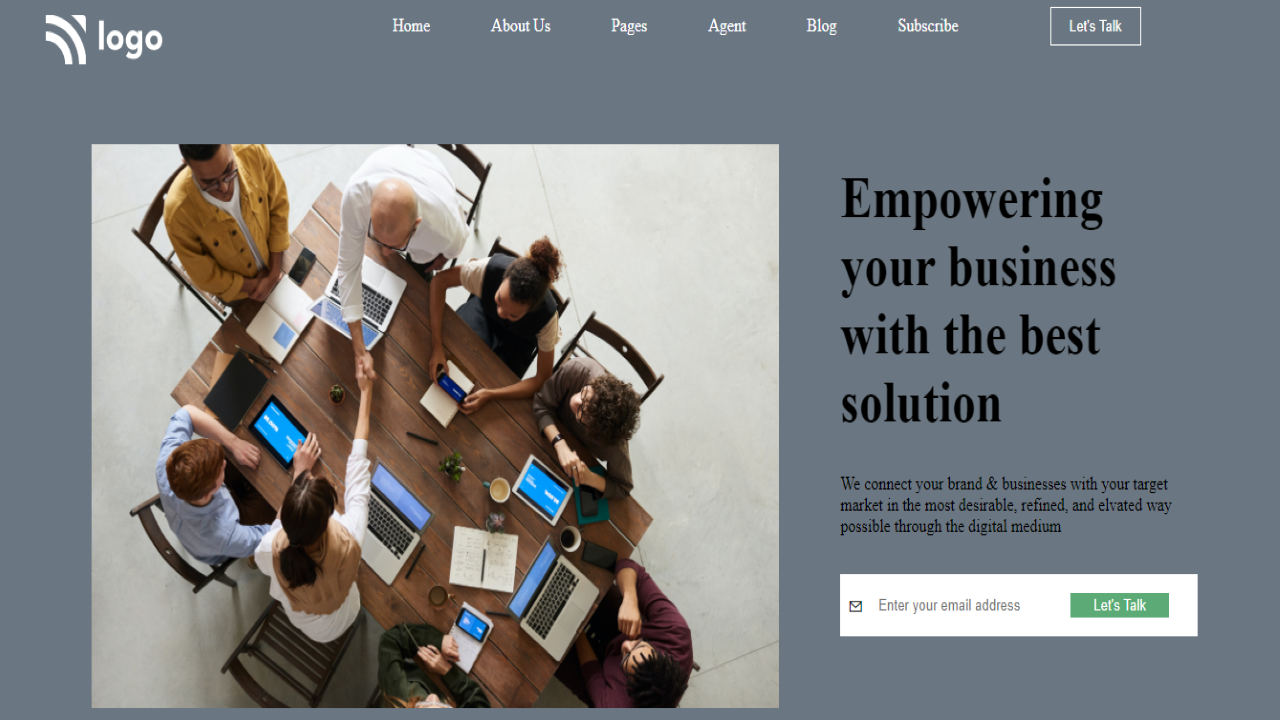 logo
Home About Us Pages Agent Blog Subscribe Let's Talk
Empowering
your business
with the best
solution
We connect your brand & businesses with your target
market in the most desirable, refined, and elvated way
possible through the digital medium
Enter your email address Let's Talk